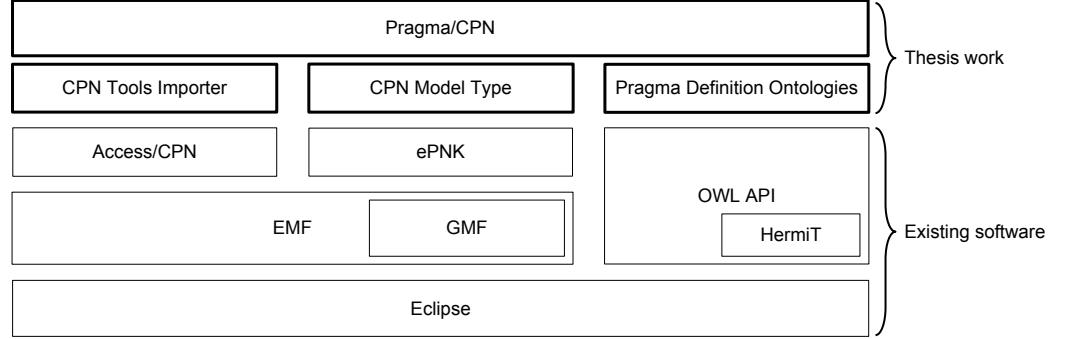 Pragma/CPN
Thesis work
CPN Tools Importer
CPN Model Type
Pragma Definition Ontologies
Access/CPN
ePNK
OWL API
EMF
GMF
HermiT
Existing software
Eclipse